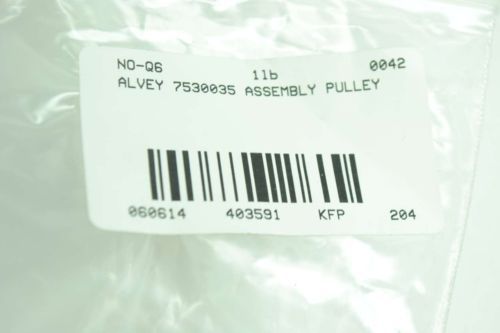 NO-Q6 1lb 0042
ALVEY 7530035 ASSEMBLY PULLEY
060614 403591 KFP 204